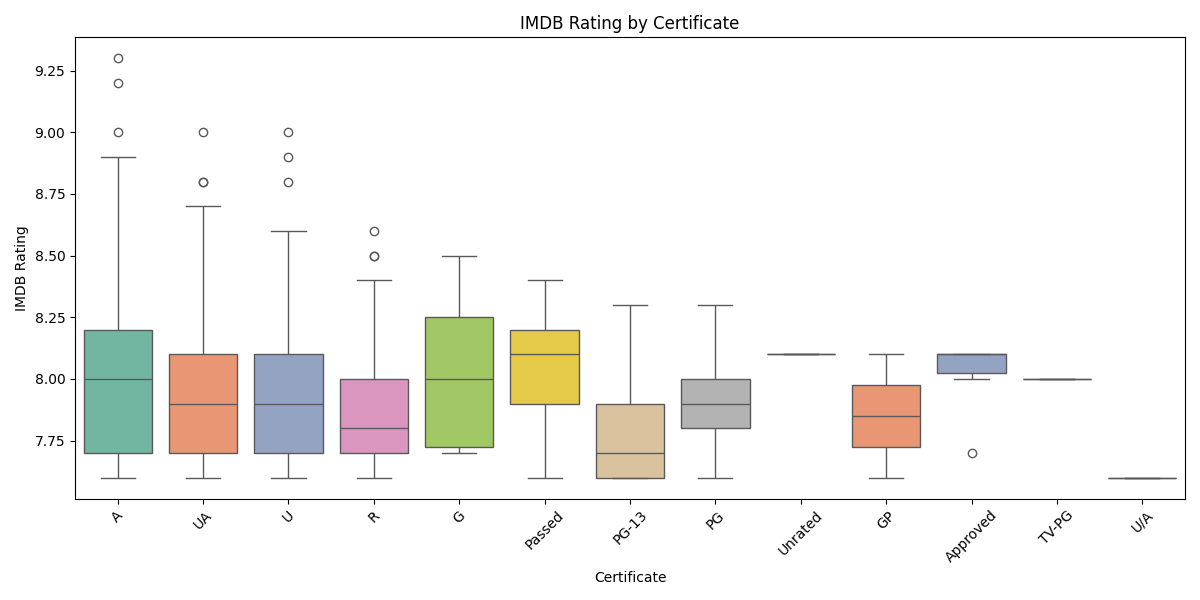 IMDB Rating by Certificate
IMDB Rating
9.25
9.00
8.75
8.50
8.25
8.00
7.75
A
UA
U
R
G
Passed
PG-13
PG
Unrated
GP
Approved
TV-PG
U/A
Certificate